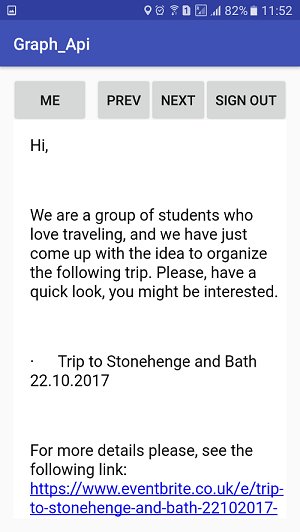 1 82% 11:52
Graph_Api
ME PREV NEXT SIGN OUT
Hi,
We are a group of students who
love traveling, and we have just
come up with the idea to organize
the following trip. Please, have a
quick look, you might be interested.
· Trip to Stonehenge and Bath
22.10.2017
For more details please, see the
following link:
https://www.eventbrite.co.uk/e/trip-
to-stonehenge-and-bath-22102017-